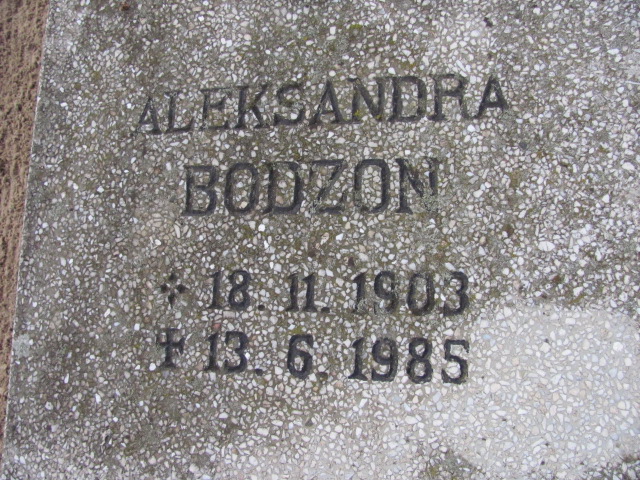 ALEKSANDRA
BODZON
18. 11. 1903
† 13. 6. 1985